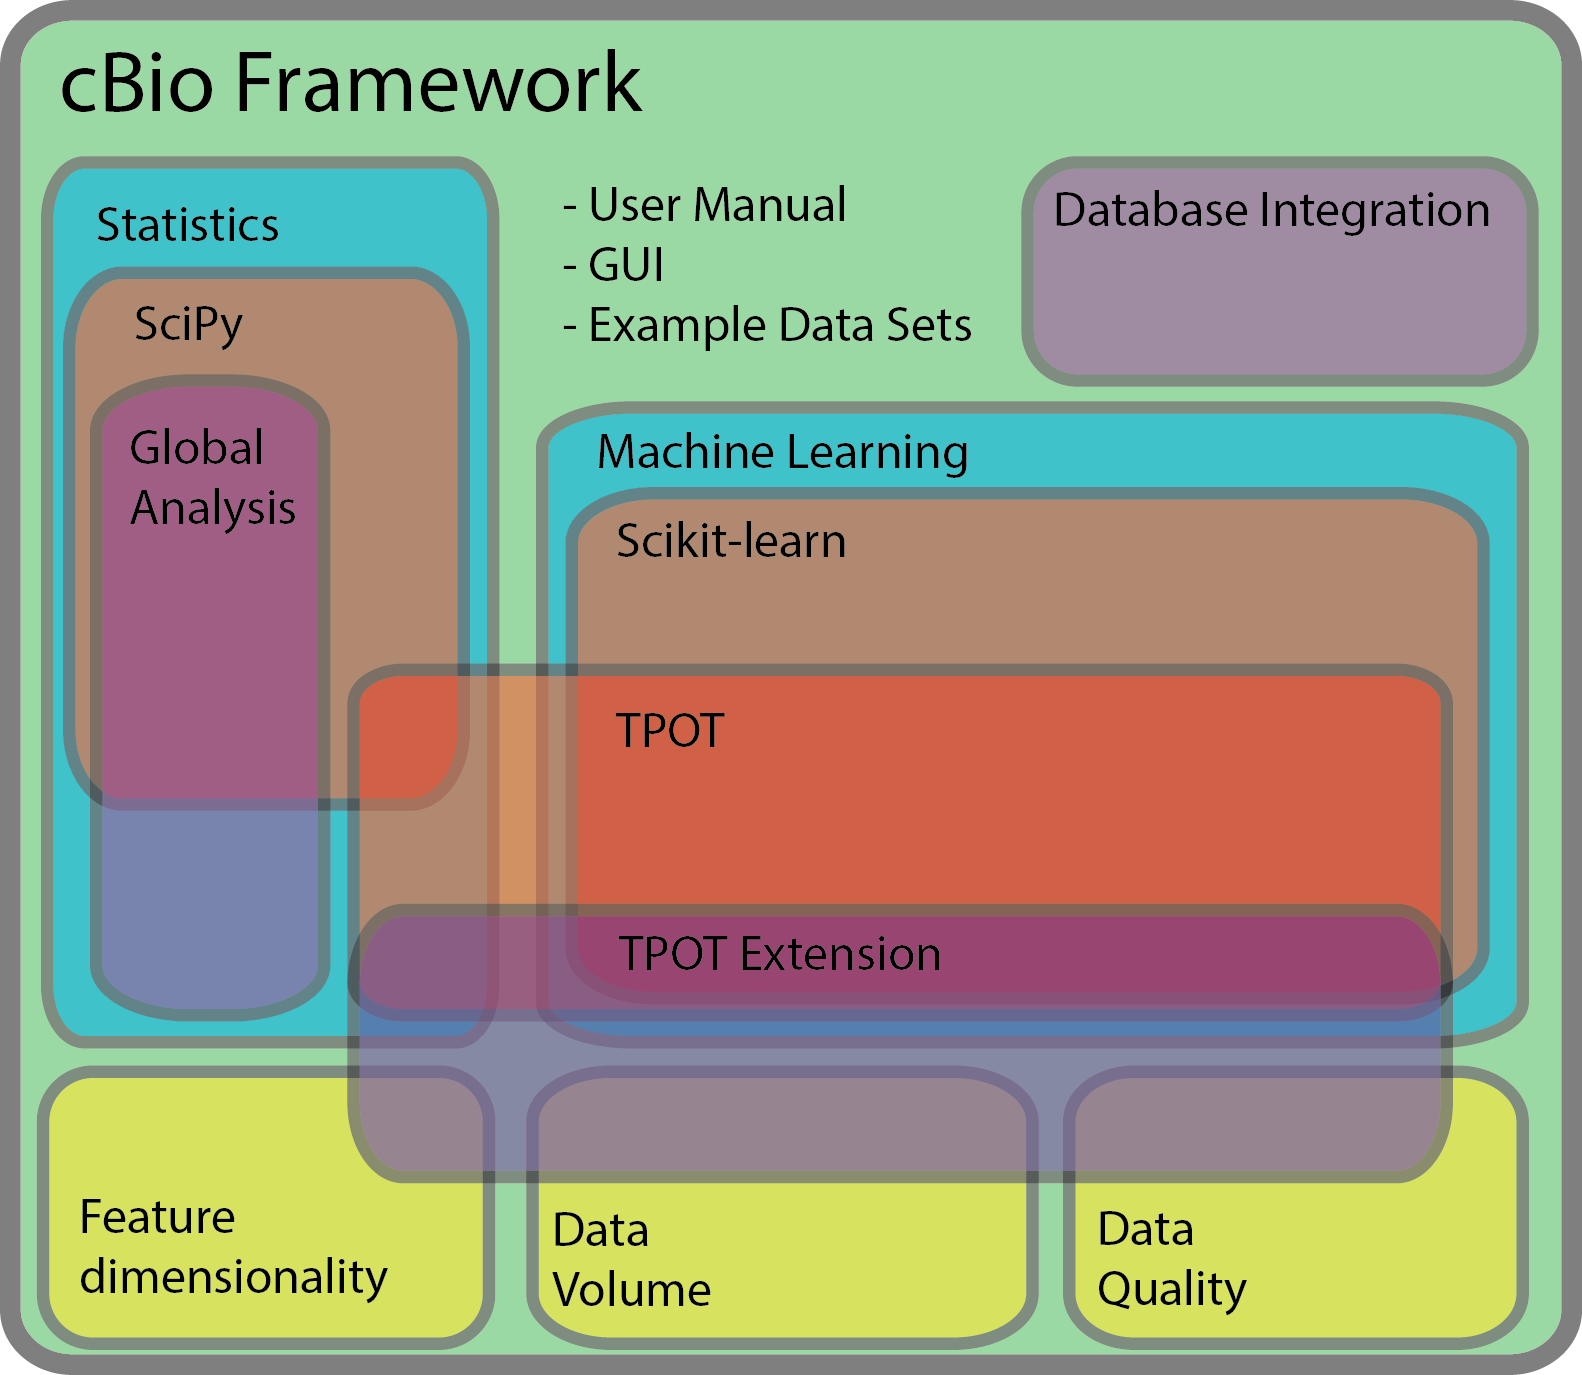 cBio Framework
Statistics
- User Manual
- GUI
- Example Data Sets
Database Integration
SciPy
Global
Analysis
Machine Learning
Scikit-learn
TPOT
TPOT Extension
Feature
dimensionality
Data
Volume
Data
Quality